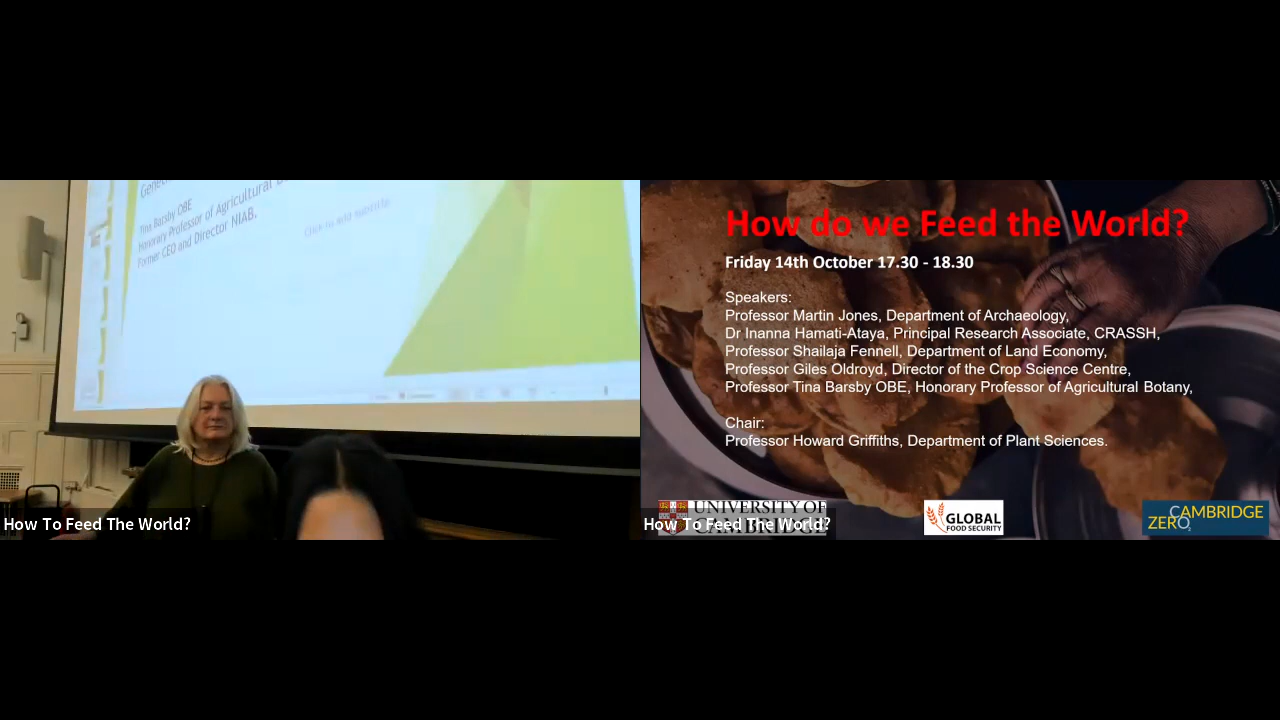 Tina Barsby OBE
Honorary Professor of Agricultural
Former CEO and Director NIAB.
Click to add subtitle
How To Feed The World?
How do we Feed the World?
Friday 14th October 17.30 - 18.30
Speakers:
Professor Martin Jones, Department of Archaeology,
Dr Inanna Hamati-Ataya, Principal Research Associate, CRASSH,
Professor Shailaja Fennell, Department of Land Economy,
Professor Giles Oldroyd, Director of the Crop Science Centre,
Professor Tina Barsby OBE, Honorary Professor of Agricultural Botany,
Chair:
Professor Howard Griffiths, Department of Plant Sciences.
UNIVERSITY OF
CAMBRIDGE
How To Feed The World?
GLOBAL
FOOD SECURITY
CAMBRIDGE
ZERO